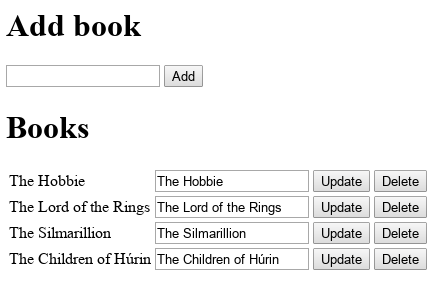 Add book
Add
Books
The Hobbie The Hobbie Update Delete
The Lord of the Rings The Lord of the Rings Update Delete
The Silmarillion The Silmarillion Update Delete
The Children of Húrin The Children of Húrin Update Delete